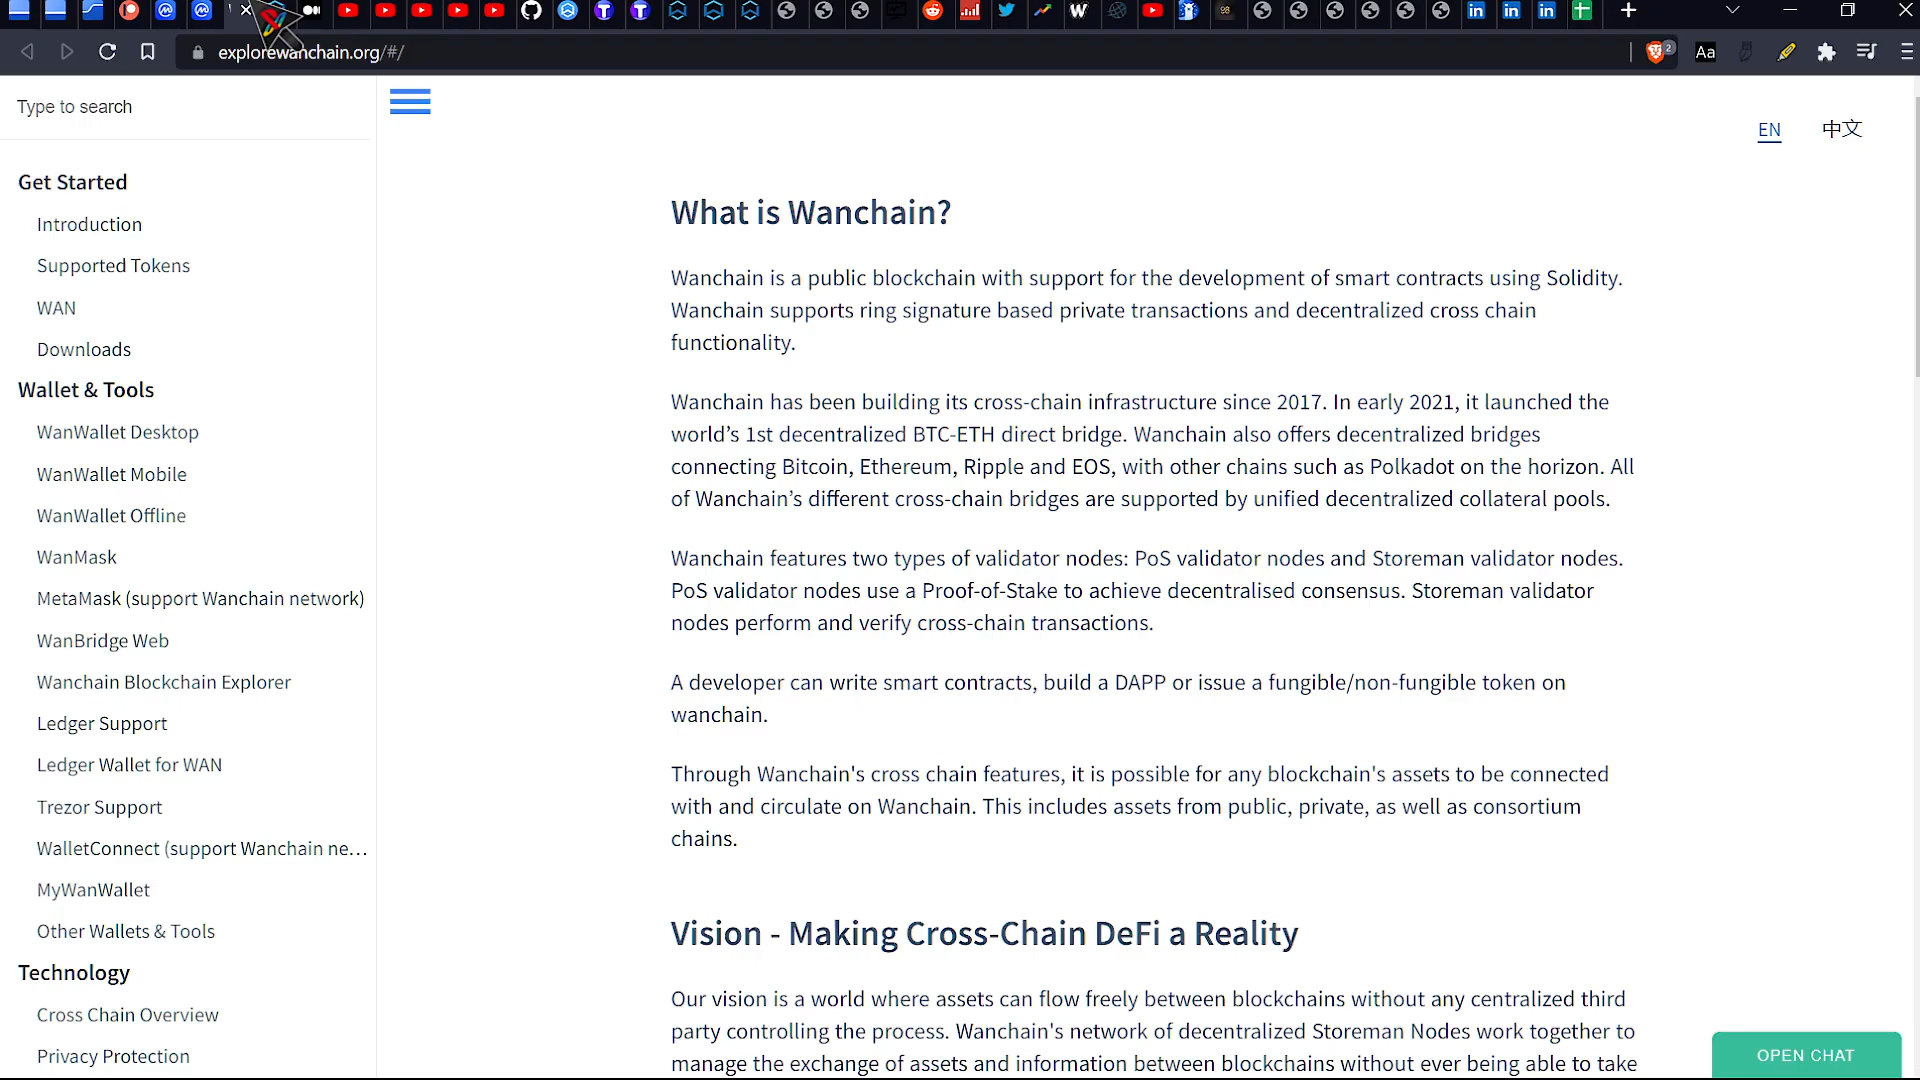 explorewanchain.org/#/
2
Aa
98
Type to search
EN
中文
Get Started
Introduction
Supported Tokens
WAN
Downloads
Wallet & Tools
WanWallet Desktop
WanWallet Mobile
WanWallet Offline
WanMask
MetaMask (support Wanchain network)
WanBridge Web
Wanchain Blockchain Explorer
Ledger Support
Ledger Wallet for WAN
Trezor Support
WalletConnect (support Wanchain ne…
MyWanWallet
Other Wallets & Tools
Technology
Cross Chain Overview
Privacy Protection
What is Wanchain?
Wanchain is a public blockchain with support for the development of smart contracts using Solidity.
Wanchain supports ring signature based private transactions and decentralized cross chain
functionality.
Wanchain has been building its cross-chain infrastructure since 2017. In early 2021, it launched the
world’s 1st decentralized BTC-ETH direct bridge. Wanchain also offers decentralized bridges
connecting Bitcoin, Ethereum, Ripple and EOS, with other chains such as Polkadot on the horizon. All
of Wanchain’s different cross-chain bridges are supported by unified decentralized collateral pools.
Wanchain features two types of validator nodes: PoS validator nodes and Storeman validator nodes.
PoS validator nodes use a Proof-of-Stake to achieve decentralised consensus. Storeman validator
nodes perform and verify cross-chain transactions.
A developer can write smart contracts, build a DAPP or issue a fungible/non-fungible token on
wanchain.
Through Wanchain's cross chain features, it is possible for any blockchain's assets to be connected
with and circulate on Wanchain. This includes assets from public, private, as well as consortium
chains.
Vision - Making Cross-Chain DeFi a Reality
Our vision is a world where assets can flow freely between blockchains without any centralized third
party controlling the process. Wanchain's network of decentralized Storeman Nodes work together to
manage the exchange of assets and information between blockchains without ever being able to take
OPEN CHAT